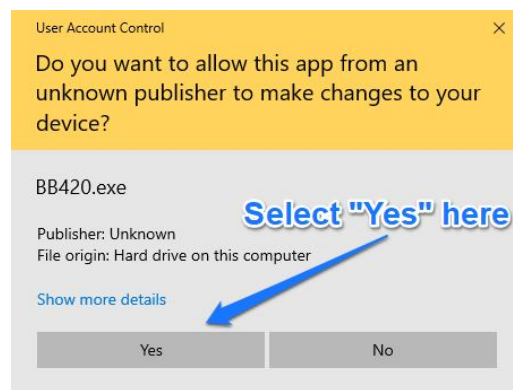 User Account Control
Do you want to allow this app from an
unknown publisher to make changes to your
device?
BB420.exe
Select "Yes" here
Publisher: Unknown
File origin: Hard drive on this computer
Show more details
Yes
No